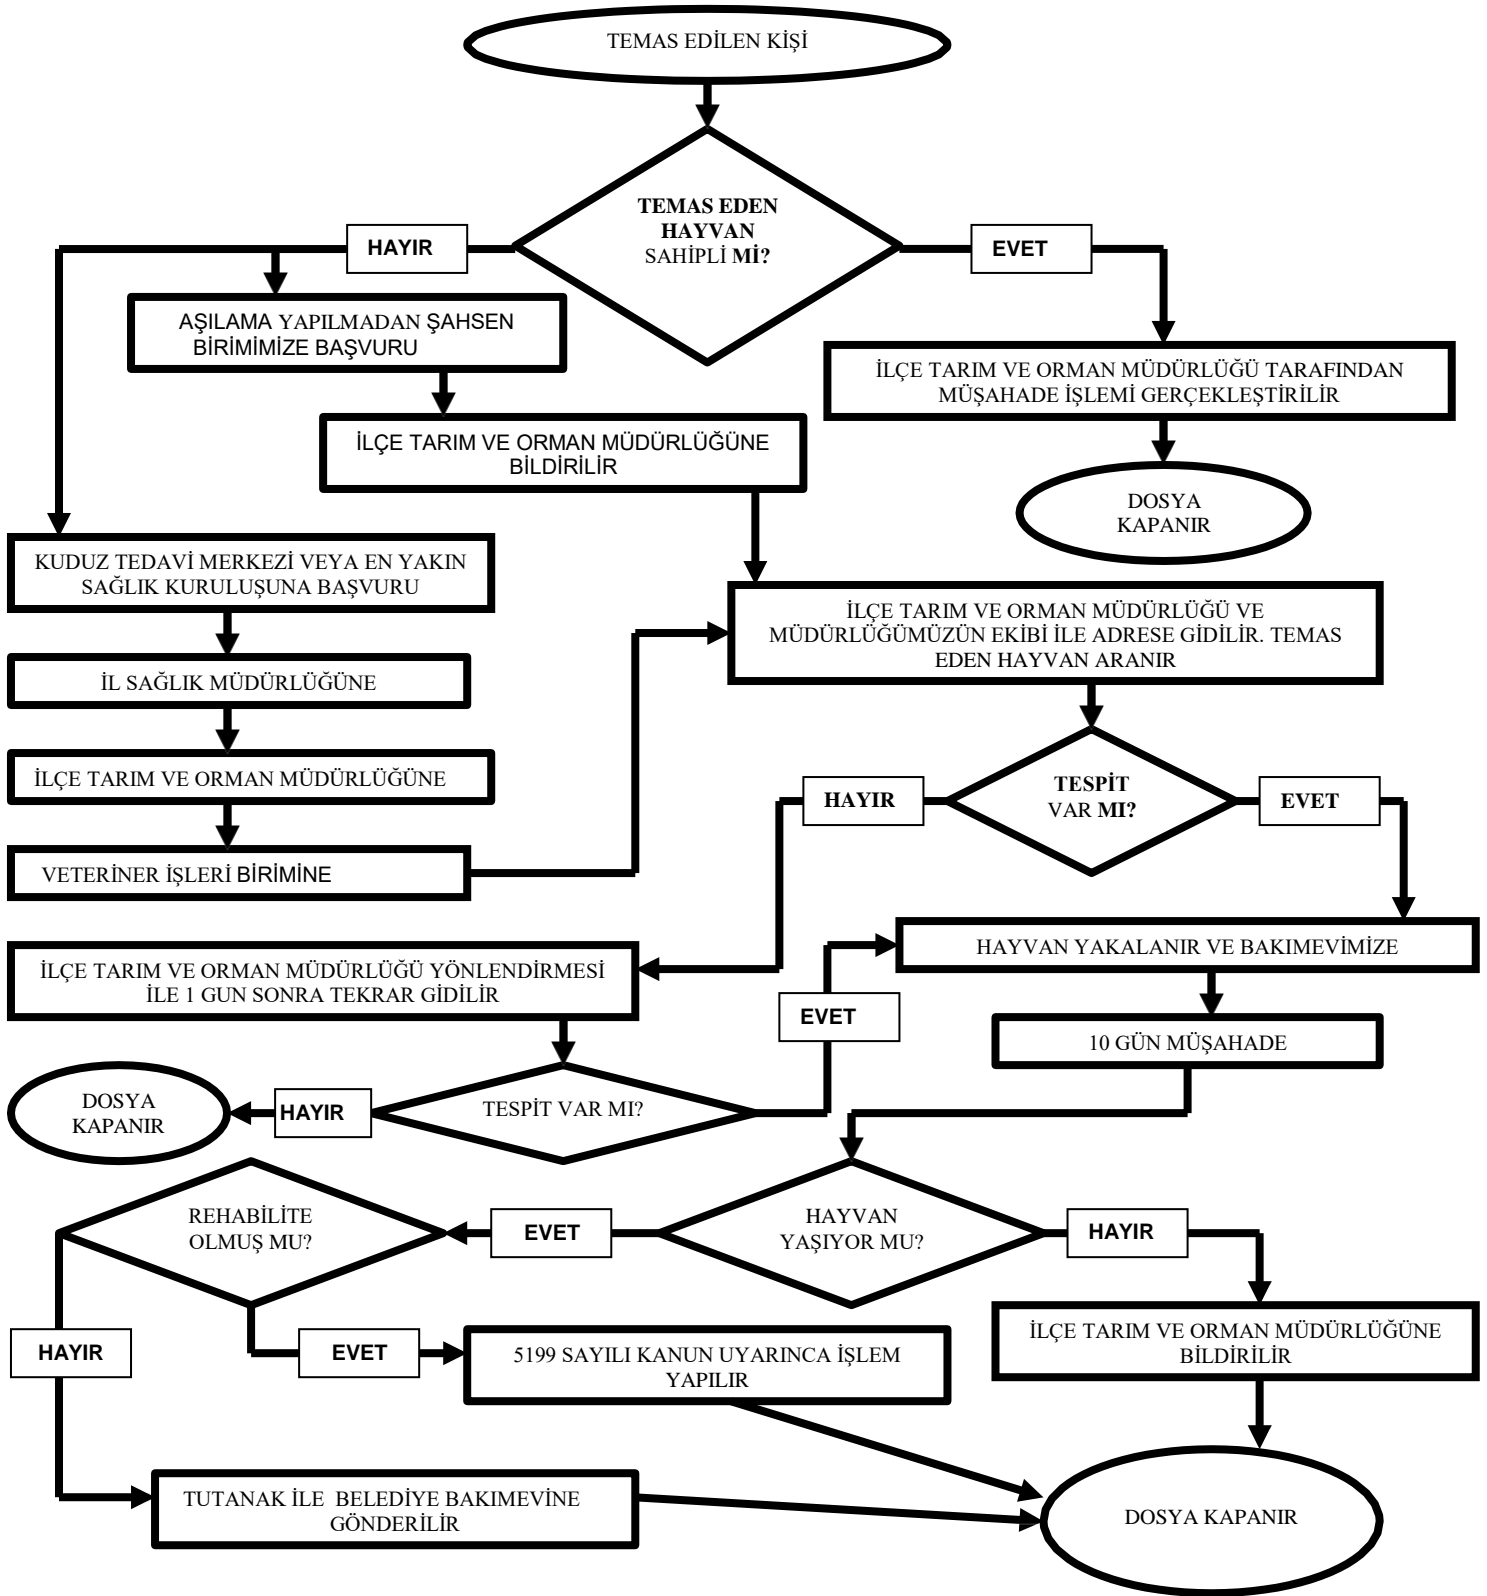 TEMAS EDİLEN KİŞİ
TEMAS EDEN
HAYVAN
SAHİPLİ Mİ?
HAYIR
EVET
AŞILAMA YAPILMADAN ŞAHSEN
BİRİMİMİZE BAŞVURU
İLÇE TARIM VE ORMAN MÜDÜRLÜĞÜ TARAFINDAN
MÜŞAHADE İŞLEMİ GERÇEKLEŞTİRİLİR
İLÇE TARIM VE ORMAN MÜDÜRLÜĞÜNE
BİLDİRİLİR
DOSYA
KAPANIR
KUDUZ TEDAVİ MERKEZİ VEYA EN YAKIN
SAĞLIK KURULUŞUNA BAŞVURU
İLÇE TARIM VE ORMAN MÜDÜRLÜĞÜ VE
MÜDÜRLÜĞÜMÜZÜN EKİBİ İLE ADRESE GİDİLİR. TEMAS
EDEN HAYVAN ARANIR
İL SAĞLIK MÜDÜRLÜĞÜNE
İLÇE TARIM VE ORMAN MÜDÜRLÜĞÜNE
TESPİT
VAR MI?
HAYIR
EVET
VETERİNER İŞLERİ BİRİMİNE
HAYVAN YAKALANIR VE BAKIMEVİMİZE
İLÇE TARIM VE ORMAN MÜDÜRLÜĞÜ YÖNLENDİRMESİ
İLE 1 GUN SONRA TEKRAR GİDİLİR
EVET
10 GÜN MÜŞAHADE
DOSYA
KAPANIR
HAYIR
TESPİT VAR MI?
REHABİLİTE
OLMUŞ MU?
EVET
HAYVAN
YAŞIYOR MU?
HAYIR
HAYIR
EVET
5199 SAYILI KANUN UYARINCA İŞLEM
YAPILIR
İLÇE TARIM VE ORMAN MÜDÜRLÜĞÜNE
BİLDİRİLİR
TUTANAK İLE BELEDİYE BAKIMEVİNE
GÖNDERİLİR
DOSYA KAPANIR